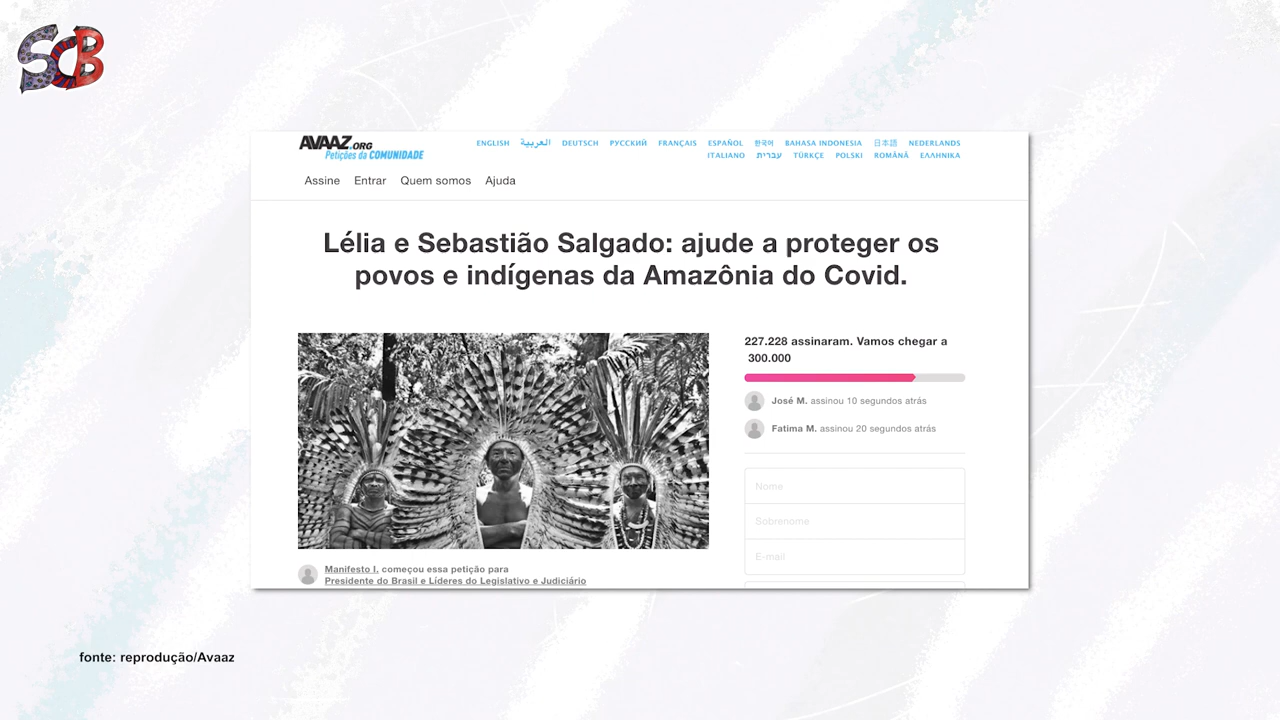 SCB
AVAAZ.ORG
Petições da COMUNIDADE
ENGLISH العربية DEUTSCH РУССКИЙ FRANÇAIS ESPAÑOL 한국어 BAHASA INDONESIA 日本語 NEDERLANDS
ITALIANO עברית TÜRKÇE POLSKI ROMÂNĂ ΕΛΛΗΝΙΚΑ
Assine Entrar Quem somos Ajuda
Lélia e Sebastião Salgado: ajude a proteger os
povos e indígenas da Amazônia do Covid.
227.228 assinaram. Vamos chegar a
300.000
José M. assinou 10 segundos atrás
Fatima M. assinou 20 segundos atrás
Nome
Sobrenome
E-mail
Manifesto I. começou essa petição para
Presidente do Brasil e Líderes do Legislativo e Judiciário
fonte: reprodução/Avaaz